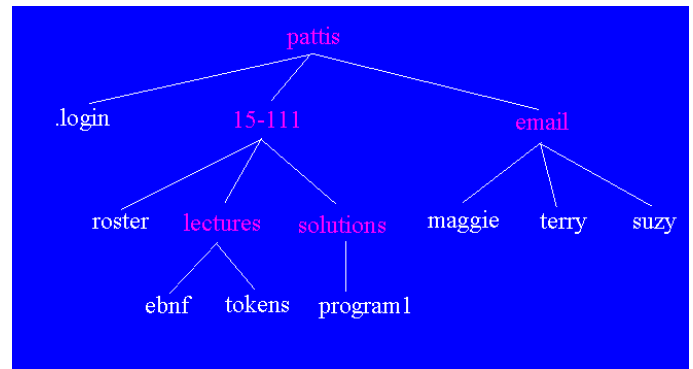 pattis
.login 15-111 email
roster lectures solutions maggie terry suzy
ebnf tokens program1